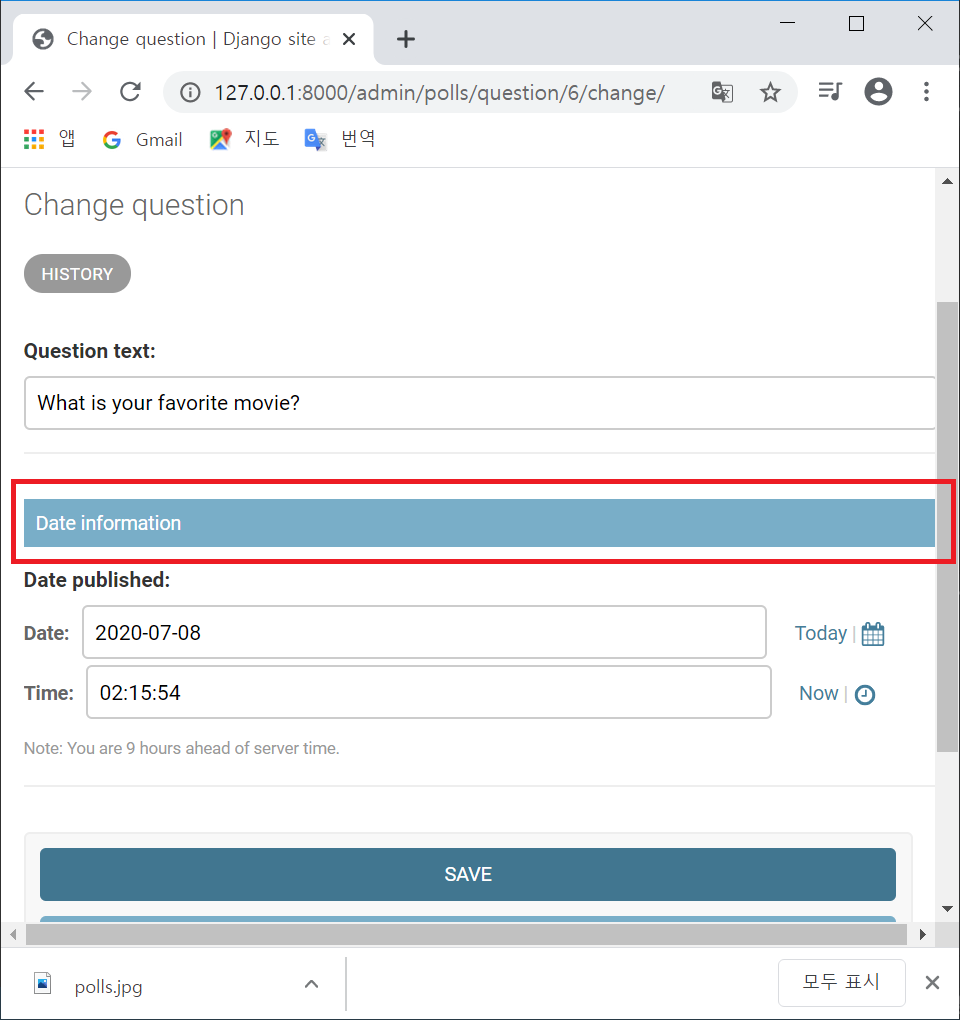 Change question | Django site a
127.0.0.1:8000/admin/polls/question/6/change/
앱 Gmail 지도 번역
Change question
HISTORY
Question text:
What is your favorite movie?
Date information
Date published:
Date: 2020-07-08 Today |
Time: 02:15:54 Now |
Note: You are 9 hours ahead of server time.
SAVE
polls.jpg 모두 표시